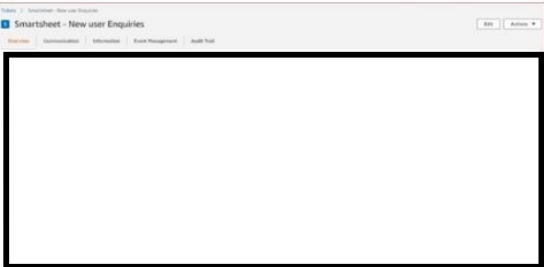 Tickets > Smartsheet - New user Enquiries
Smartsheet - New user Enquiries
Edit Actions
Overview Communication Information Event Management Audit Trail